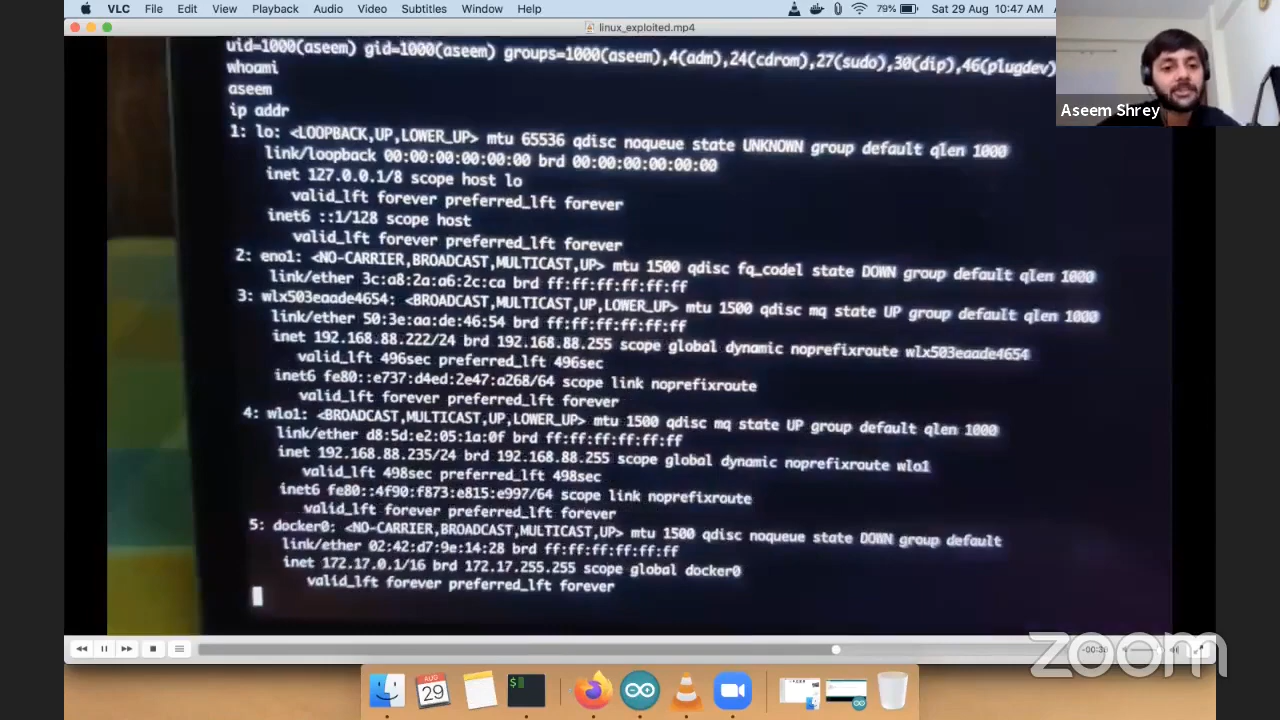 VLC File Edit View Playback Audio Video Subtitles Window Help 79% Sat 29 Aug 10:47 AM
linux_exploited.mp4
Aseem Shrey
uid=1000(aseem) gid=1000(aseem) groups=1000(aseem),4(adm),24(cdrom),27(sudo),30(dip),46(plugdev)
whoami
aseem
ip addr
1: lo: <LOOPBACK,UP,LOWER_UP> mtu 65536 qdisc noqueue state UNKNOWN group default qlen 1000
link/loopback 00:00:00:00:00:00 brd 00:00:00:00:00:00
inet 127.0.0.1/8 scope host lo
valid_lft forever preferred_lft forever
inet6 ::1/128 scope host
valid_lft forever preferred_lft forever
2: eno1: <NO-CARRIER,BROADCAST,MULTICAST,UP> mtu 1500 qdisc fq_codel state DOWN group default qlen 1000
link/ether 3c:a8:2a:a6:2c:ca brd ff:ff:ff:ff:ff:ff
3: wlx503eaade4654: <BROADCAST,MULTICAST,UP,LOWER_UP> mtu 1500 qdisc mq state UP group default qlen 1000
link/ether 50:3e:aa:de:46:54 brd ff:ff:ff:ff:ff:ff
inet 192.168.88.222/24 brd 192.168.88.255 scope global dynamic noprefixroute wlx503eaade4654
valid_lft 496sec preferred_lft 496sec
inet6 fe80::e737:d4ed:2e47:a268/64 scope link noprefixroute
valid_lft forever preferred_lft forever
4: wlo1: <BROADCAST,MULTICAST,UP,LOWER_UP> mtu 1500 qdisc mq state UP group default qlen 1000
link/ether d8:5d:e2:05:1a:0f brd ff:ff:ff:ff:ff:ff
inet 192.168.88.235/24 brd 192.168.88.255 scope global dynamic noprefixroute wlo1
valid_lft 498sec preferred_lft 498sec
inet6 fe80::4f90:f873:e815:e997/64 scope link noprefixroute
valid_lft forever preferred_lft forever
5: docker0: <NO-CARRIER,BROADCAST,MULTICAST,UP> mtu 1500 qdisc noqueue state DOWN group default
link/ether 02:42:d7:9e:14:28 brd ff:ff:ff:ff:ff:ff
inet 172.17.0.1/16 brd 172.17.255.255 scope global docker0
valid_lft forever preferred_lft forever
zoom
AUG
29
$